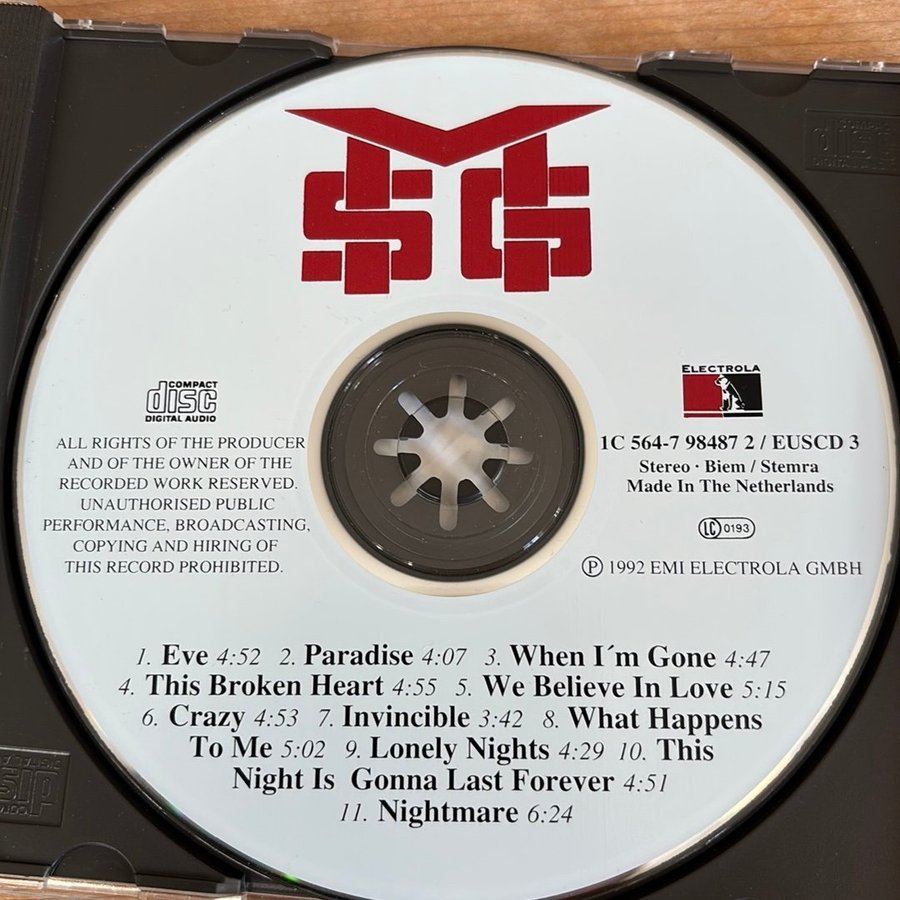 MSG
COMPACT
disc
DIGITAL AUDIO
ALL RIGHTS OF THE PRODUCER
AND OF THE OWNER OF THE
RECORDED WORK RESERVED.
UNAUTHORISED PUBLIC
PERFORMANCE, BROADCASTING,
COPYING AND HIRING OF
THIS RECORD PROHIBITED.
ELECTROLA
1C 564-7 98487 2 / EUSCD 3
Stereo · Biem / Stemra
Made In The Netherlands
LC 0193
Ⓟ 1992 EMI ELECTROLA GMBH
1. Eve 4:52 2. Paradise 4:07 3. When I´m Gone 4:47
4. This Broken Heart 4:55 5. We Believe In Love 5:15
6. Crazy 4:53 7. Invincible 3:42 8. What Happens
To Me 5:02 9. Lonely Nights 4:29 10. This
Night Is Gonna Last Forever 4:51
11. Nightmare 6:24